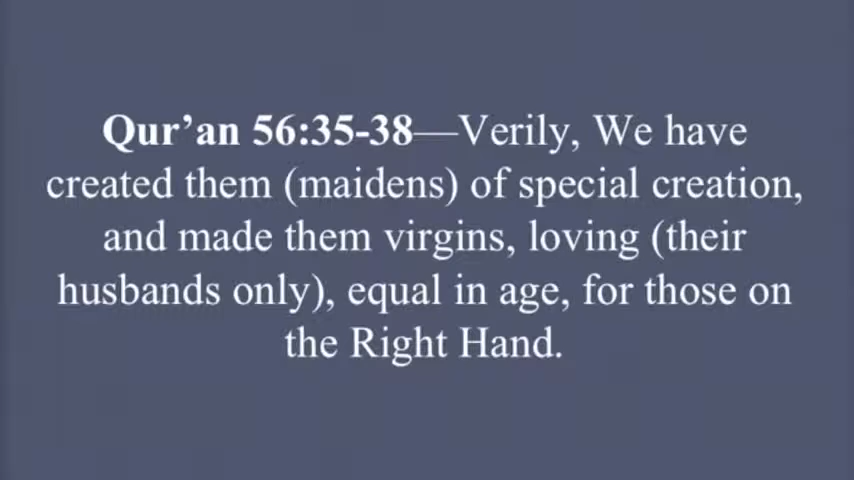 Qur’an 56:35-38—Verily, We have
created them (maidens) of special creation,
and made them virgins, loving (their
husbands only), equal in age, for those on
the Right Hand.